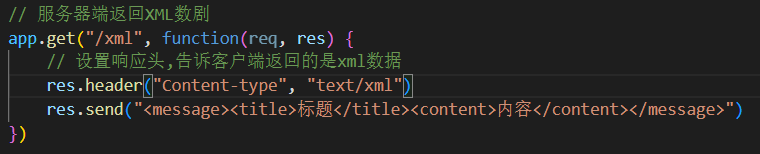 // 服务器端返回XML数剧
app.get("/xml", function(req, res) {
    // 设置响应头,告诉客户端返回的是xml数据
    res.header("Content-type", "text/xml")
    res.send("<message><title>标题</title><content>内容</content></message>")
})